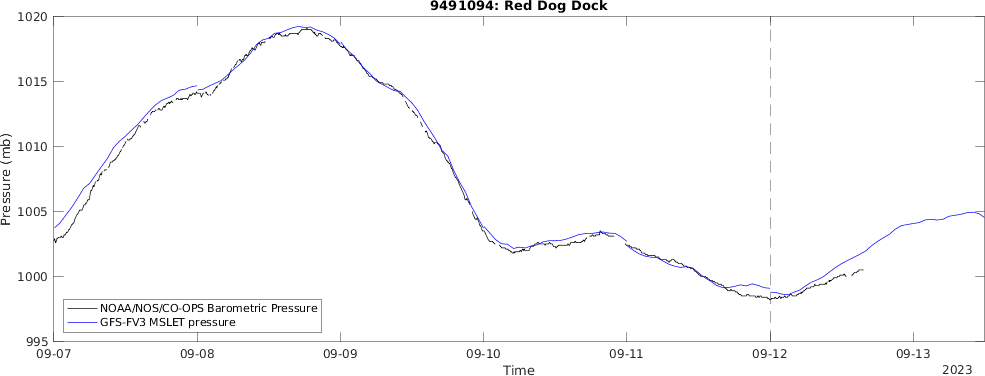 9491094: Red Dog Dock
Pressure (mb)
1020
1015
1010
1005
1000
995
NOAA/NOS/CO-OPS Barometric Pressure
GFS-FV3 MSLET pressure
09-07 09-08 09-09 09-10 09-11 09-12 09-13
Time
2023